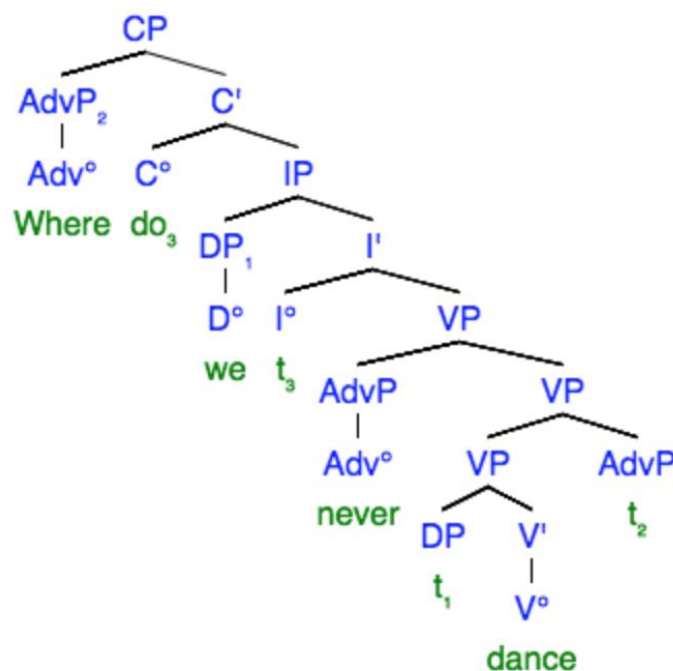 CP
AdvP₂ C'
Adv° C° IP
Where do₃ DP₁ I'
D° I° VP
we t₃ AdvP VP
Adv° VP AdvP
never DP V' t₂
t₁ V°
dance